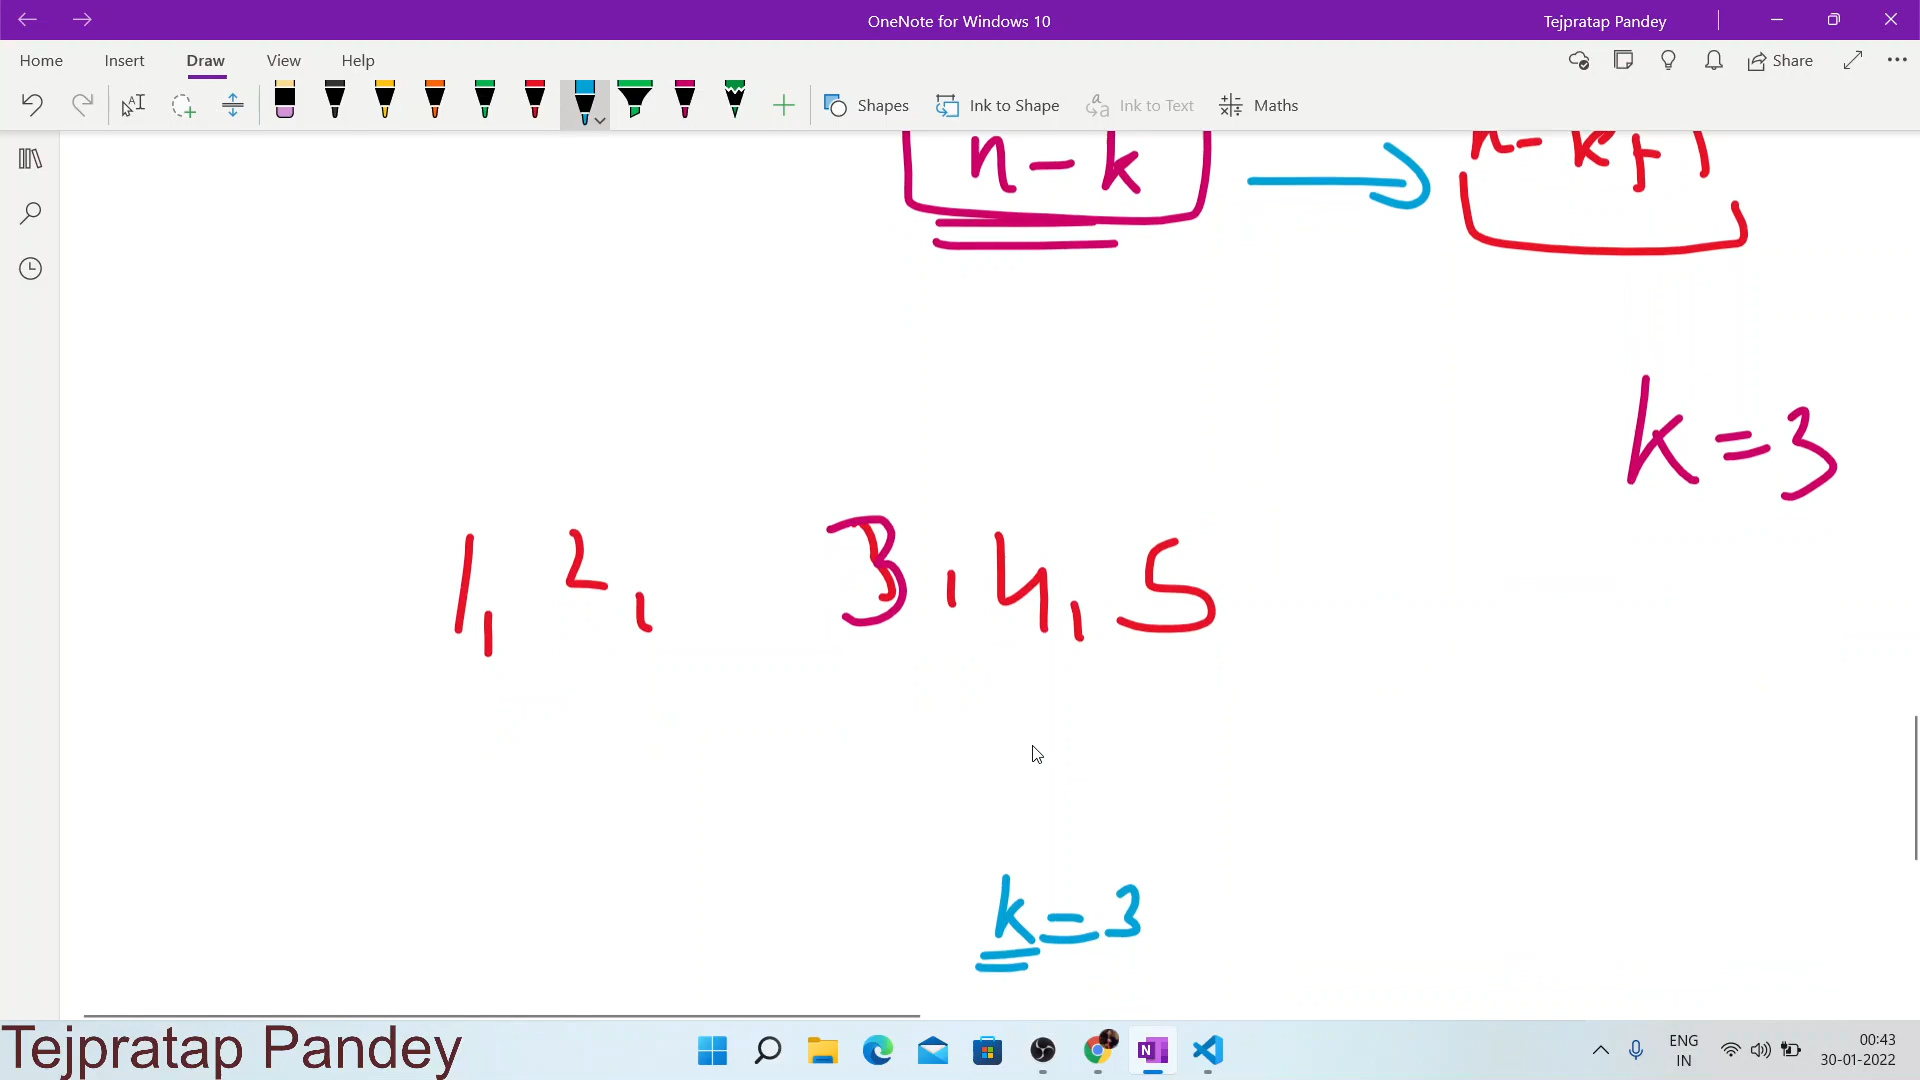 OneNote for Windows 10
Tejpratap Pandey
Home Insert Draw View Help
Share
Shapes Ink to Shape Ink to Text Maths
n - k
n - k + 1
k = 3
1, 2, 3, 4, 5
k = 3
Tejpratap Pandey
ENG
IN
00:43
30-01-2022